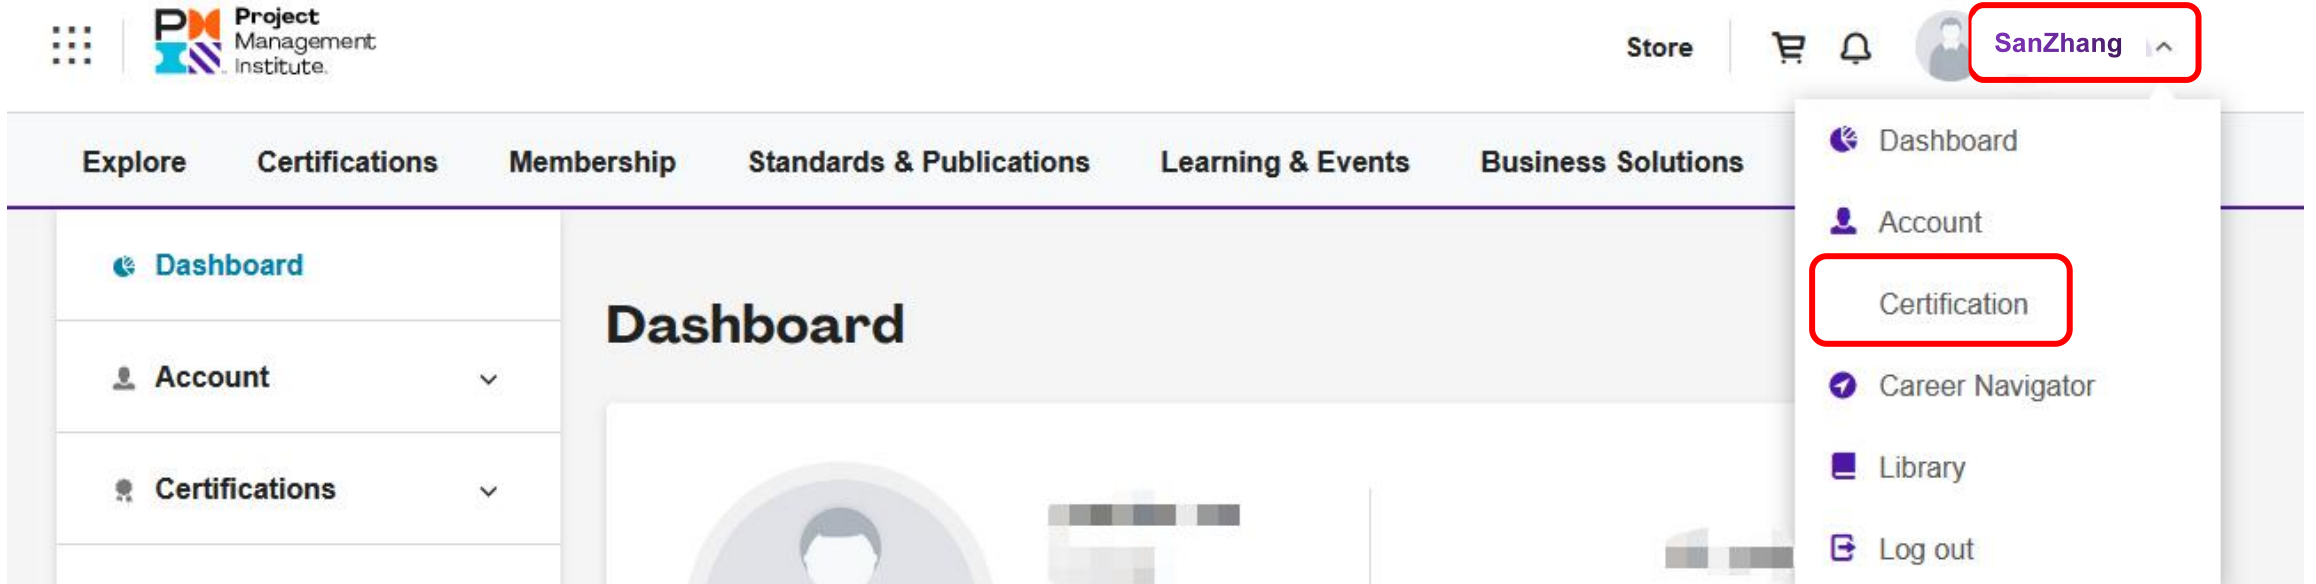 Project
Management
Institute.
Store
SanZhang
Explore
Certifications
Membership
Standards & Publications
Learning & Events
Business Solutions
Dashboard
Account
Certification
Career Navigator
Library
Log out
Dashboard
Account
Certifications
Dashboard